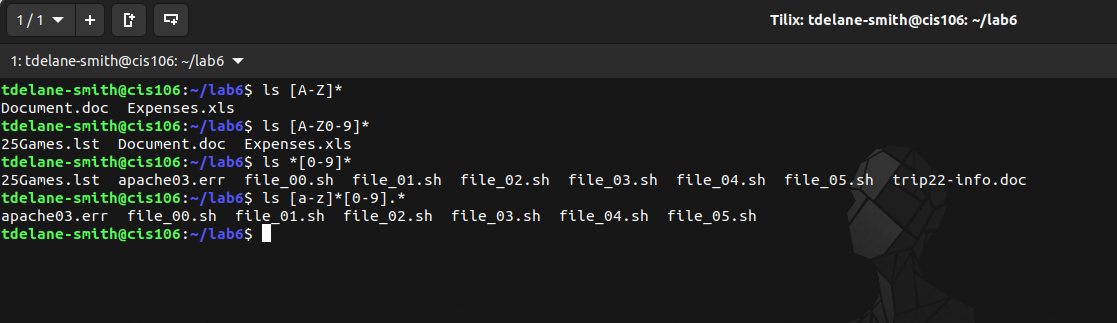 1 / 1
Tilix: tdelane-smith@cis106: ~/lab6
1: tdelane-smith@cis106: ~/lab6
tdelane-smith@cis106:~/lab6$ ls [A-Z]*
Document.doc  Expenses.xls
tdelane-smith@cis106:~/lab6$ ls [A-Z0-9]*
25Games.lst  Document.doc  Expenses.xls
tdelane-smith@cis106:~/lab6$ ls *[0-9]*
25Games.lst  apache03.err  file_00.sh  file_01.sh  file_02.sh  file_03.sh  file_04.sh  file_05.sh  trip22-info.doc
tdelane-smith@cis106:~/lab6$ ls [a-z]*[0-9].*
apache03.err  file_00.sh  file_01.sh  file_02.sh  file_03.sh  file_04.sh  file_05.sh
tdelane-smith@cis106:~/lab6$